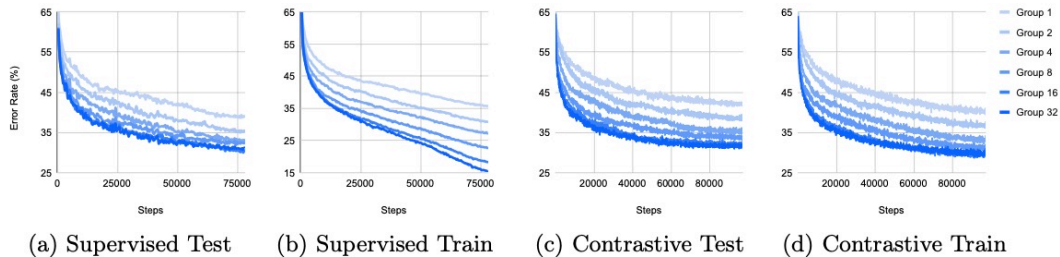 Error Rate (%)
65
55
45
35
25
0
25000
50000
75000
Steps
(a) Supervised Test
65
55
45
35
25
15
0
25000
50000
75000
Steps
(b) Supervised Train
65
55
45
35
25
20000
40000
60000
80000
Steps
(c) Contrastive Test
65
55
45
35
25
20000
40000
60000
80000
Steps
(d) Contrastive Train
Group 1
Group 2
Group 4
Group 8
Group 16
Group 32